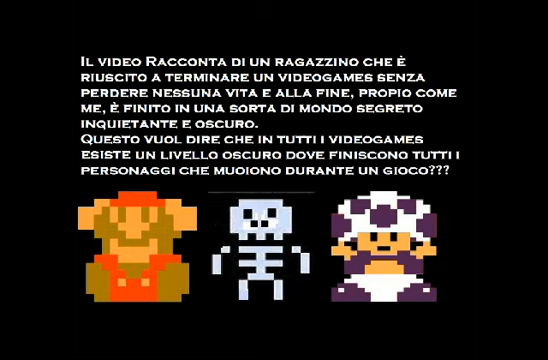 Il video Racconta di un ragazzino che è
riuscito a terminare un videogames senza
perdere nessuna vita e alla fine, propio come
me, è finito in una sorta di mondo segreto
inquietante e oscuro.
Questo vuol dire che in tutti i videogames
esiste un livello oscuro dove finiscono tutti i
personaggi che muoiono durante un gioco???